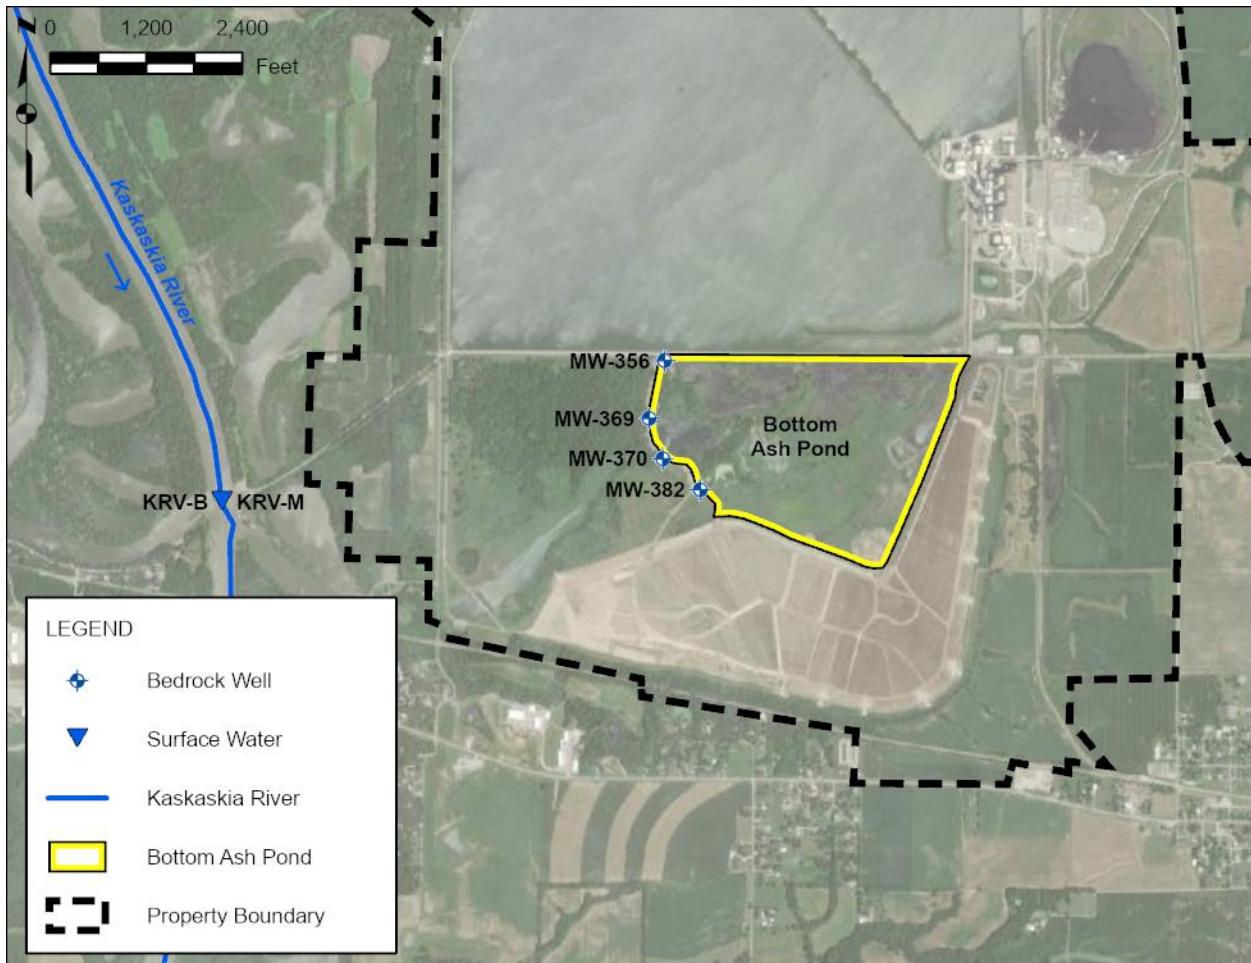 N
0 1,200 2,400
Feet
Kaskaskia River
MW-356
MW-369
MW-370
MW-382
Bottom
Ash Pond
KRV-B KRV-M
LEGEND
Bedrock Well
Surface Water
Kaskaskia River
Bottom Ash Pond
Property Boundary